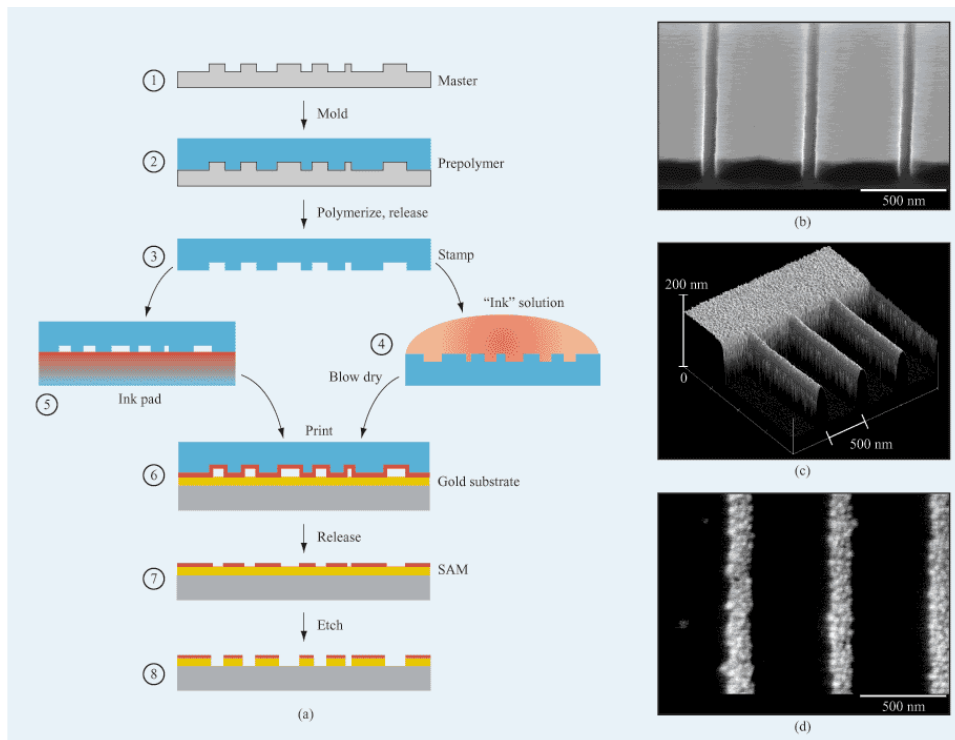 1
Master
Mold
2
Prepolymer
Polymerize, release
3
Stamp
“Ink” solution
4
Blow dry
5
Ink pad
Print
6
Gold substrate
Release
7
SAM
Etch
8
(a)
500 nm
(b)
200 nm
0
500 nm
(c)
500 nm
(d)